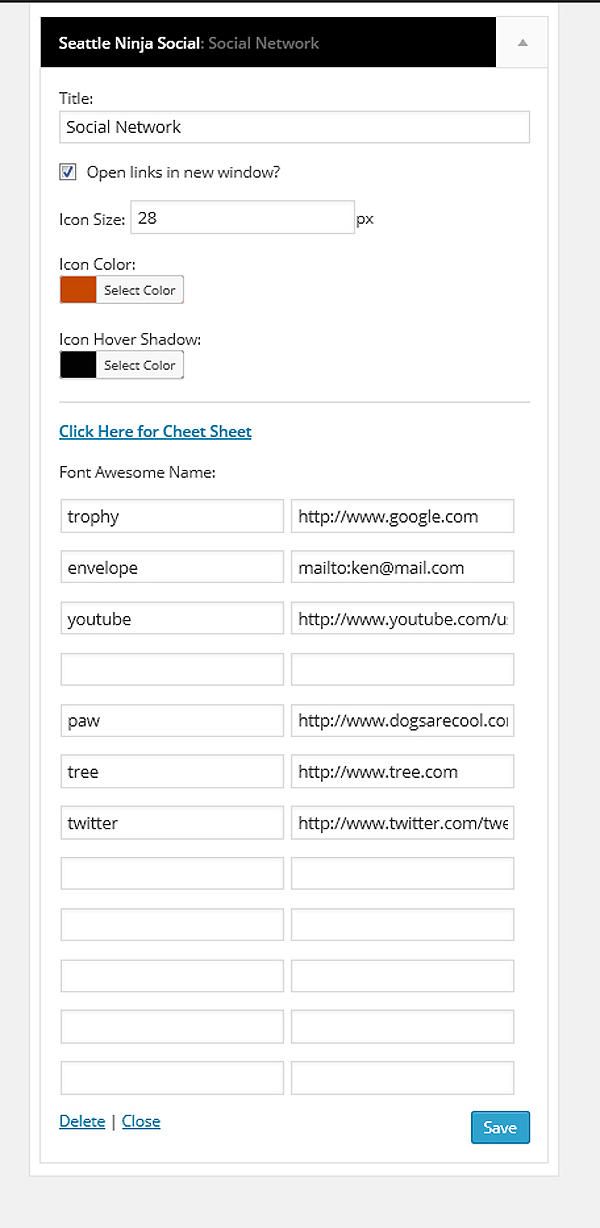 Seattle Ninja Social: Social Network
Title:
Social Network
Open links in new window?
Icon Size: 28 px
Icon Color:
Select Color
Icon Hover Shadow:
Select Color
Click Here for Cheet Sheet
Font Awesome Name:
trophy http://www.google.com
envelope mailto:ken@mail.com
youtube http://www.youtube.com/u
paw http://www.dogsarecool.co
tree http://www.tree.com
twitter http://www.twitter.com/twe
Delete | Close Save